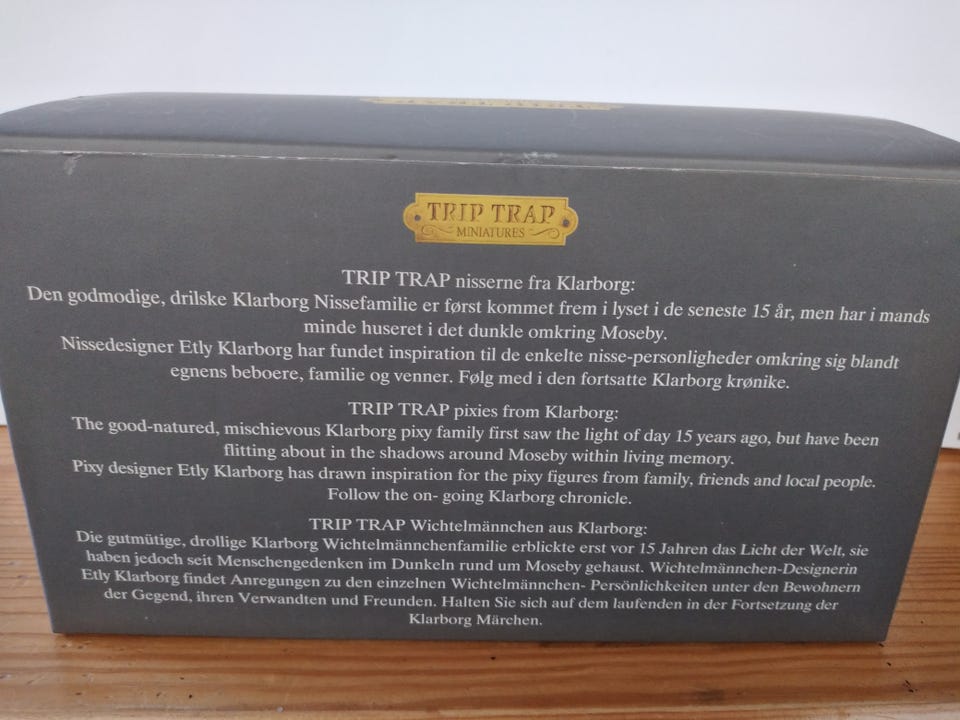 TRIP TRAP
TRIP TRAP
MINIATURES
TRIP TRAP nisserne fra Klarborg:
Den godmodige, drilske Klarborg Nissefamilie er først kommet frem i lyset i de seneste 15 år, men har i mands
minde huseret i det dunkle omkring Moseby.
Nissedesigner Etly Klarborg har fundet inspiration til de enkelte nisse-personligheder omkring sig blandt
egnens beboere, familie og venner. Følg med i den fortsatte Klarborg krønike.
TRIP TRAP pixies from Klarborg:
The good-natured, mischievous Klarborg pixy family first saw the light of day 15 years ago, but have been
flitting about in the shadows around Moseby within living memory.
Pixy designer Etly Klarborg has drawn inspiration for the pixy figures from family, friends and local people.
Follow the on- going Klarborg chronicle.
TRIP TRAP Wichtelmännchen aus Klarborg:
Die gutmütige, drollige Klarborg Wichtelmännchenfamilie erblickte erst vor 15 Jahren das Licht der Welt, sie
haben jedoch seit Menschengedenken im Dunkeln rund um Moseby gehaust. Wichtelmännchen-Designerin
Etly Klarborg findet Anregungen zu den einzelnen Wichtelmännchen- Persönlichkeiten unter den Bewohnern
der Gegend, ihren Verwandten und Freunden. Halten Sie sich auf dem laufenden in der Fortsetzung der
Klarborg Märchen.